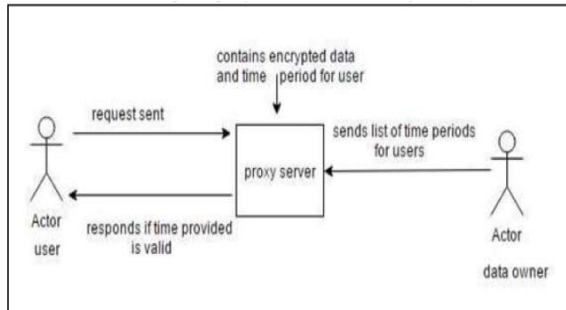 contains encrypted data
and time period for user
request sent
sends list of time periods
for users
proxy server
Actor
user
responds if time provided
is valid
Actor
data owner